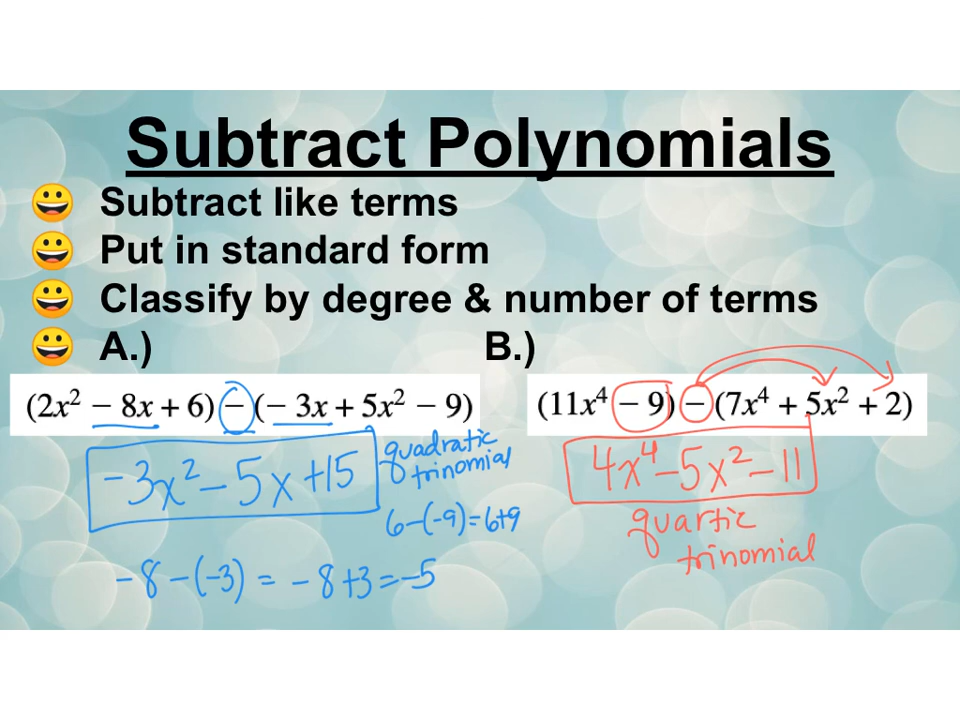 Subtract Polynomials
😀 Subtract like terms
😀 Put in standard form
😀 Classify by degree & number of terms
😀 A.) B.)
(2x² − 8x + 6) − (− 3x + 5x² − 9) (11x⁴ − 9) − (7x⁴ + 5x² + 2)
-3x² - 5x + 15 quadratic trinomial
6-(-9)=6+9
-8-(-3) = -8+3=-5
4x⁴-5x²-11
quartic
trinomial